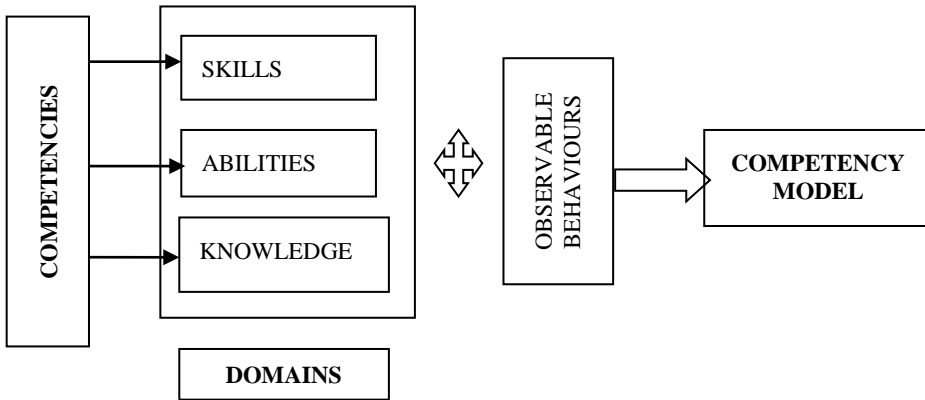 COMPETENCIES
SKILLS
ABILITIES
KNOWLEDGE
DOMAINS
OBSERVABLE
BEHAVIOURS
COMPETENCY
MODEL